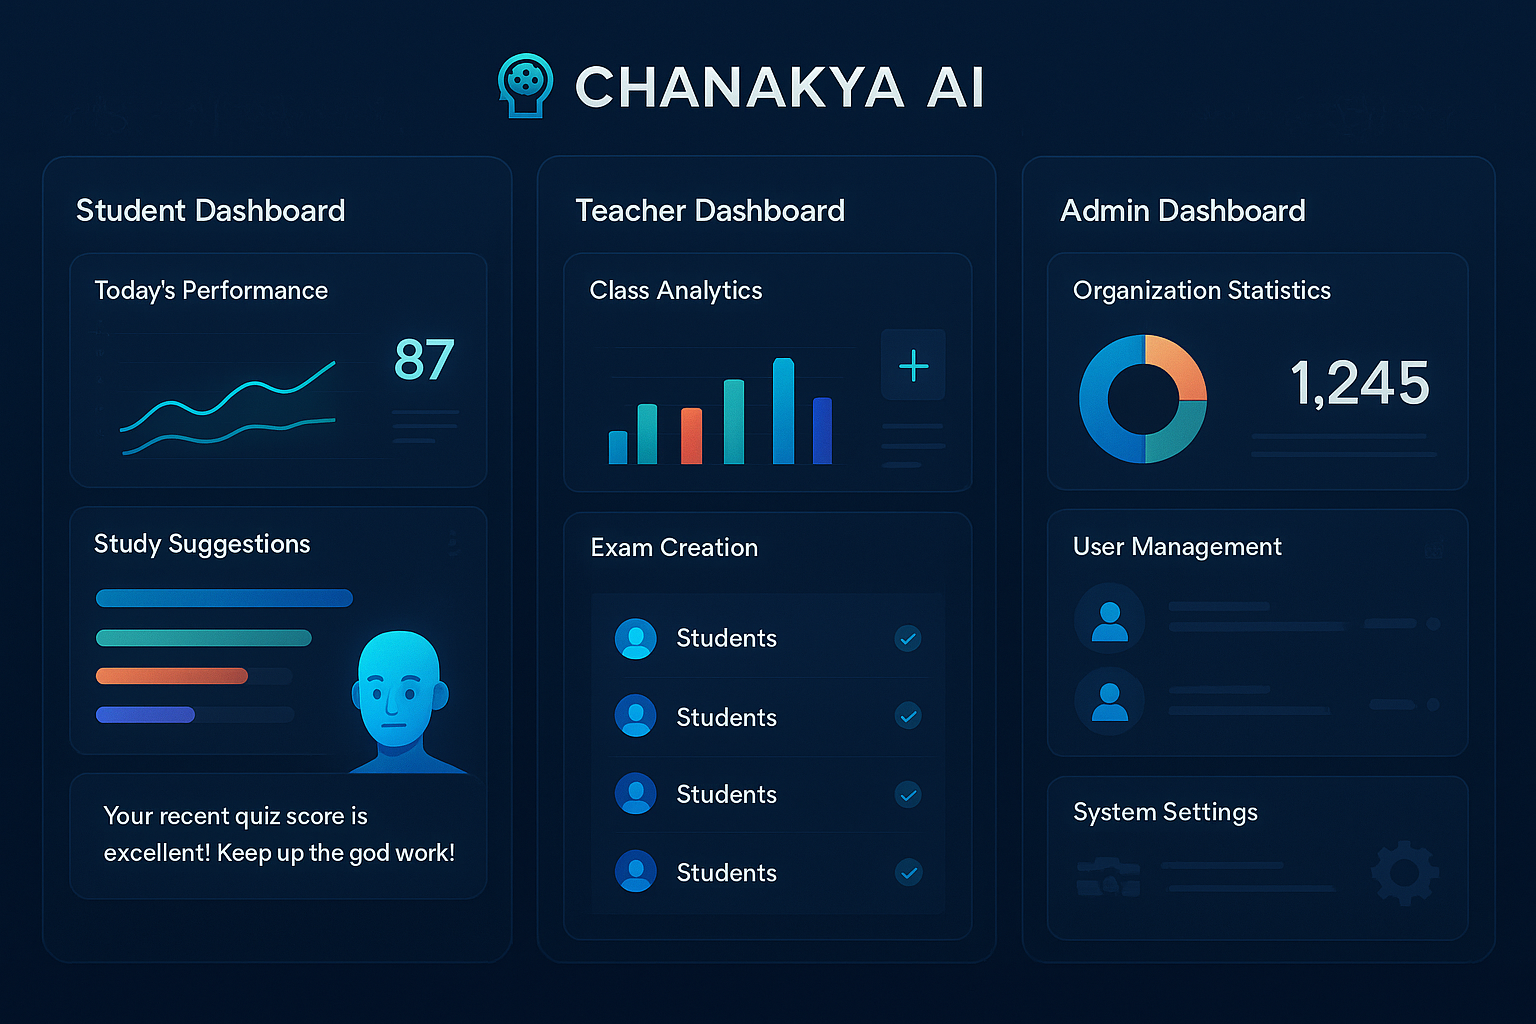 CHANAKYA AI
Student Dashboard
Today's Performance
87
Study Suggestions
Your recent quiz score is
excellent! Keep up the god work!
Teacher Dashboard
Class Analytics
Exam Creation
Students
Students
Students
Students
Admin Dashboard
Organization Statistics
1,245
User Management
System Settings